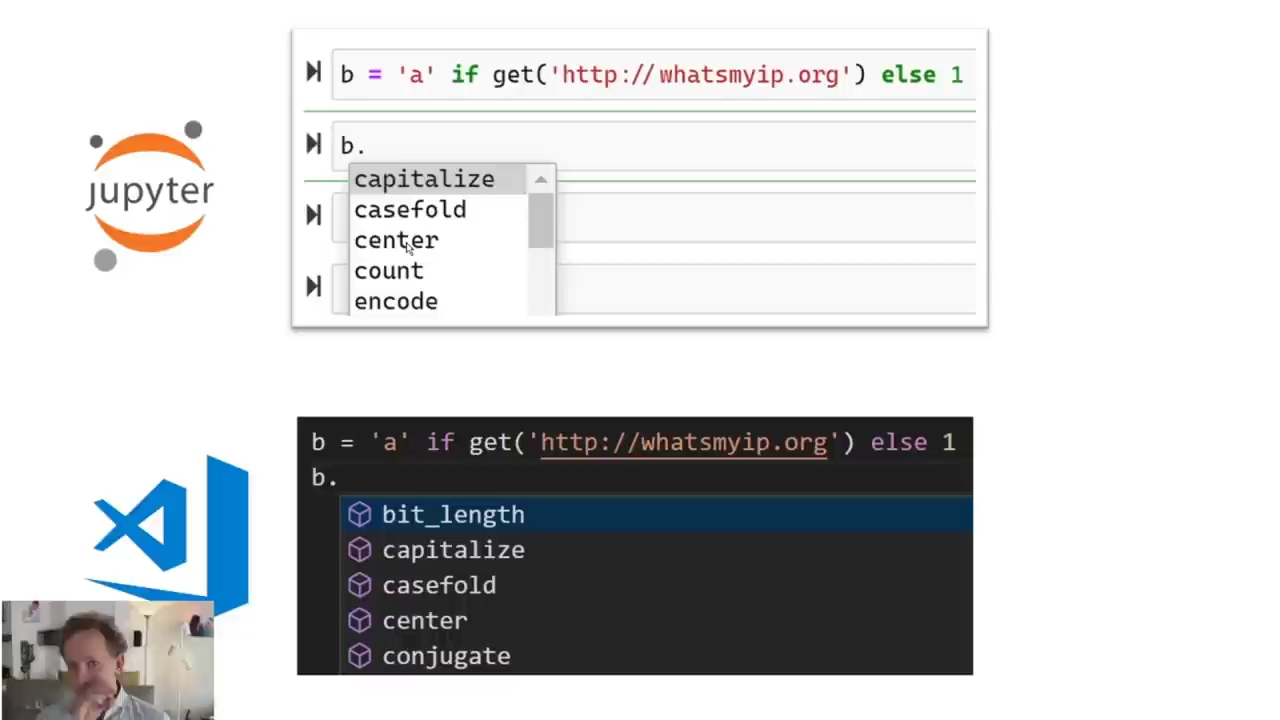 b = 'a' if get('http://whatsmyip.org') else 1
b.
capitalize
casefold
center
count
encode
jupyter
b = 'a' if get('http://whatsmyip.org') else 1
b.
bit_length
capitalize
casefold
center
conjugate